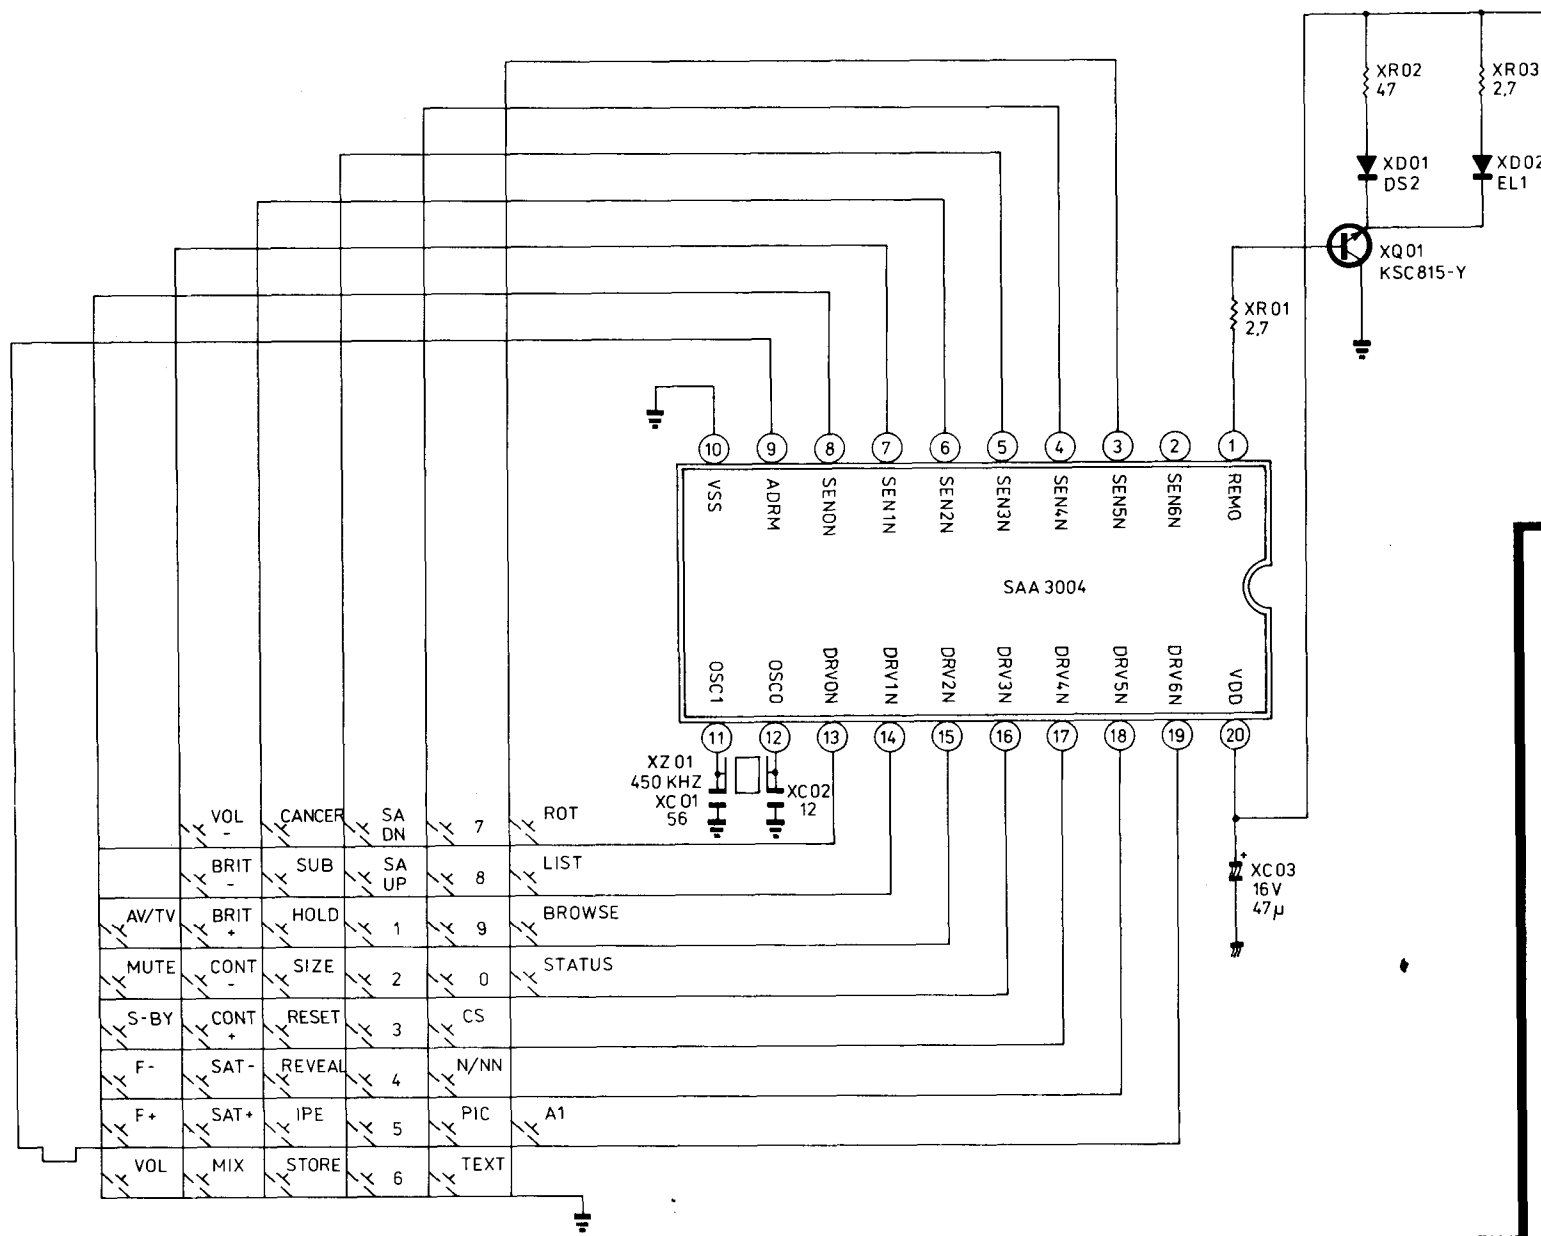 XR02
47
XR03
2,7
XD01
DS2
XD02
EL1
XQ01
KSC815-Y
XR01
2,7
10 9 8 7 6 5 4 3 2 1
VSS ADRM SEN0N SEN1N SEN2N SEN3N SEN4N SEN5N SEN6N REMO
SAA 3004
OSC1 OSCO DRV0N DRV1N DRV2N DRV3N DRV4N DRV5N DRV6N VDD
11 12 13 14 15 16 17 18 19 20
XZ01
450 KHZ
XC01
56
XC02
12
+
XC03
16V
47µ
VOL - CANCER SA DN 7 ROT
BRIT - SUB SA UP 8 LIST
AV/TV BRIT + HOLD 1 9 BROWSE
MUTE CONT - SIZE 2 0 STATUS
S-BY CONT + RESET 3 CS
F- SAT- REVEAL 4 N/NN
F+ SAT+ IPE 5 PIC A1
VOL MIX STORE 6 TEXT